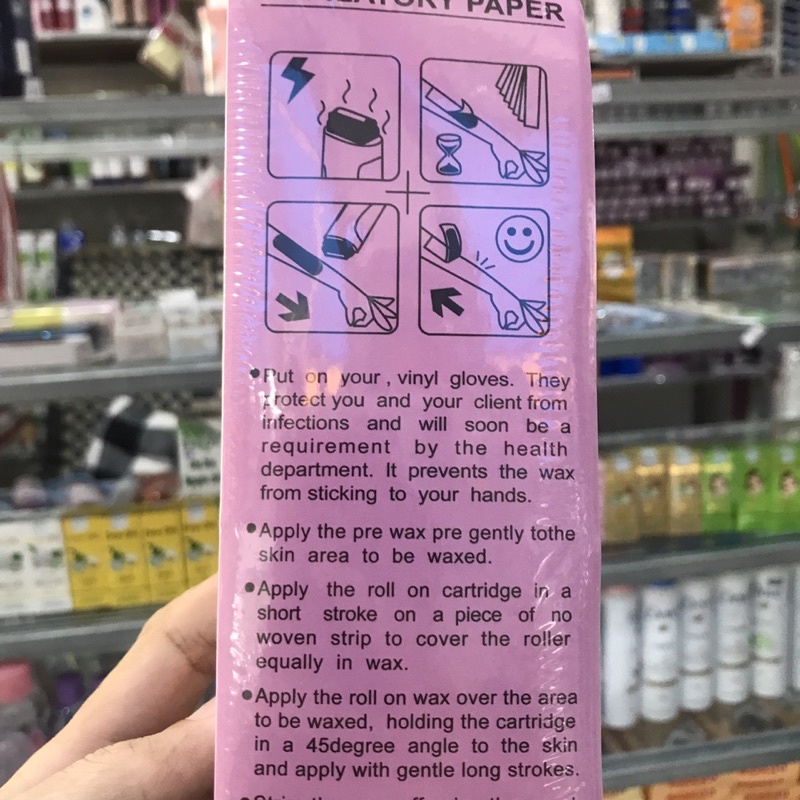 PAPER
Put on your , vinyl gloves. They
protect you and your client from
infections and will soon be a
requirement by the health
department. It prevents the wax
from sticking to your hands.
Apply the pre wax pre gently tothe
skin area to be waxed.
Apply the roll on cartridge in a
short stroke on a piece of no
woven strip to cover the roller
equally in wax.
Apply the roll on wax over the area
to be waxed, holding the cartridge
in a 45degree angle to the skin
and apply with gentle long strokes.